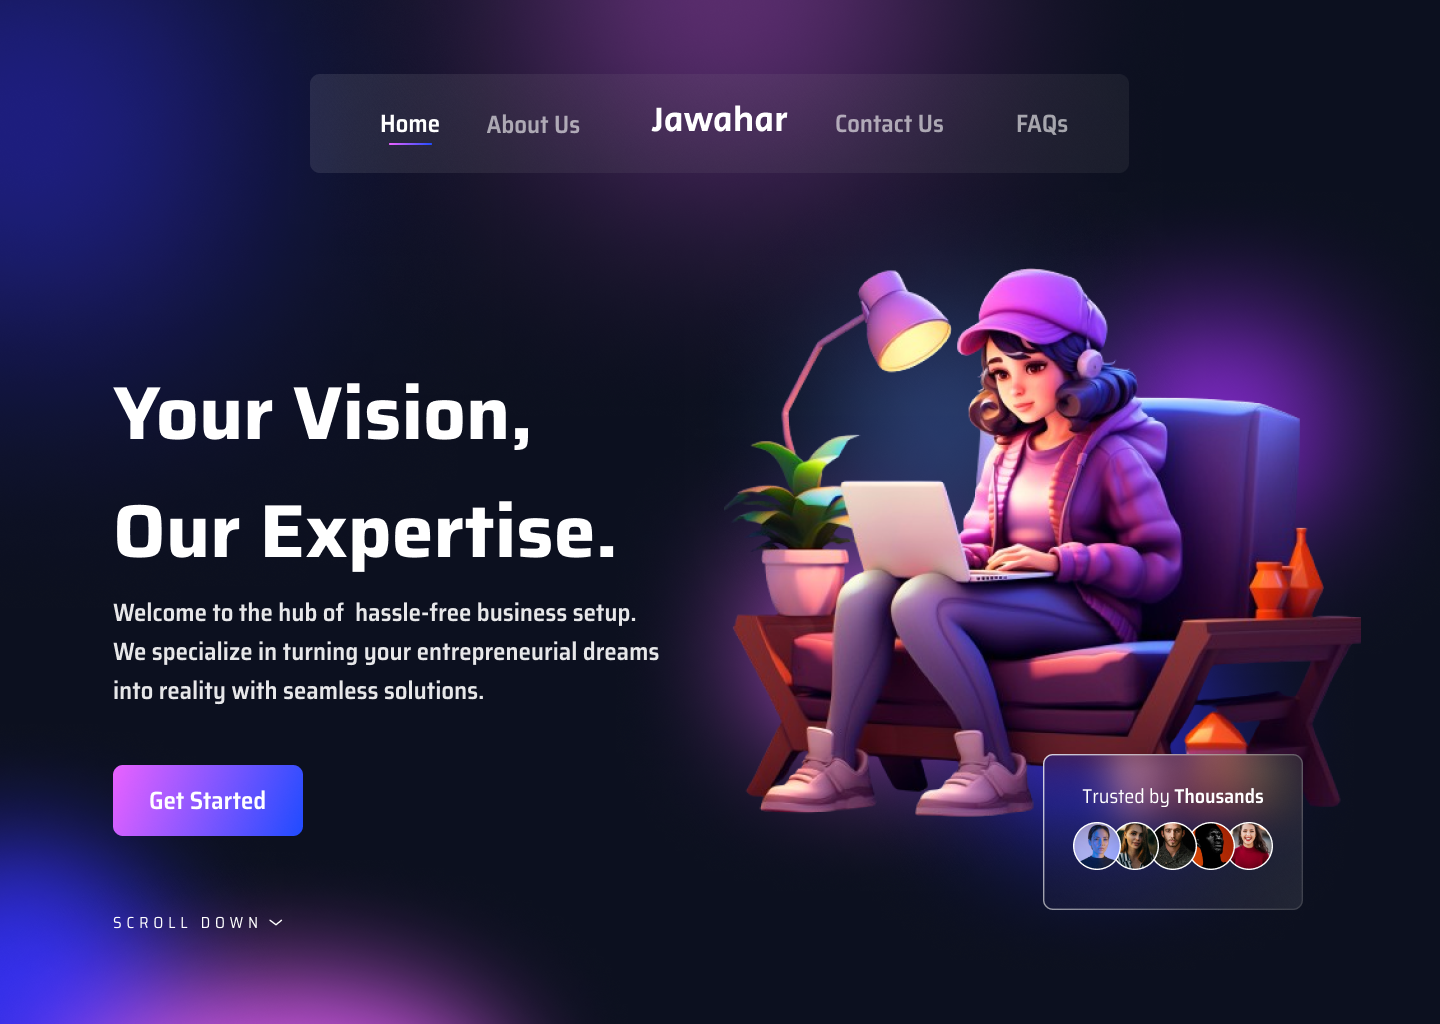 Home About Us Jawahar Contact Us FAQs
Your Vision,
Our Expertise.
Welcome to the hub of hassle-free business setup.
We specialize in turning your entrepreneurial dreams
into reality with seamless solutions.
Get Started
Trusted by Thousands
SCROLL DOWN